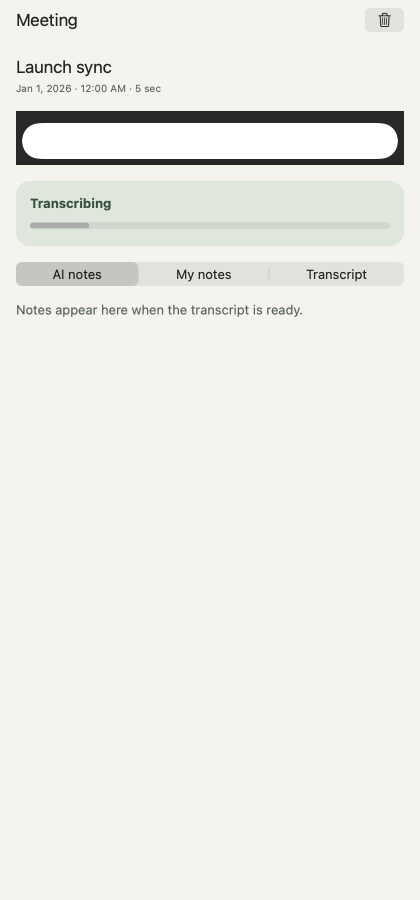 Meeting
Launch sync
Jan 1, 2026 · 12:00 AM · 5 sec
Transcribing
AI notes
My notes
Transcript
Notes appear here when the transcript is ready.